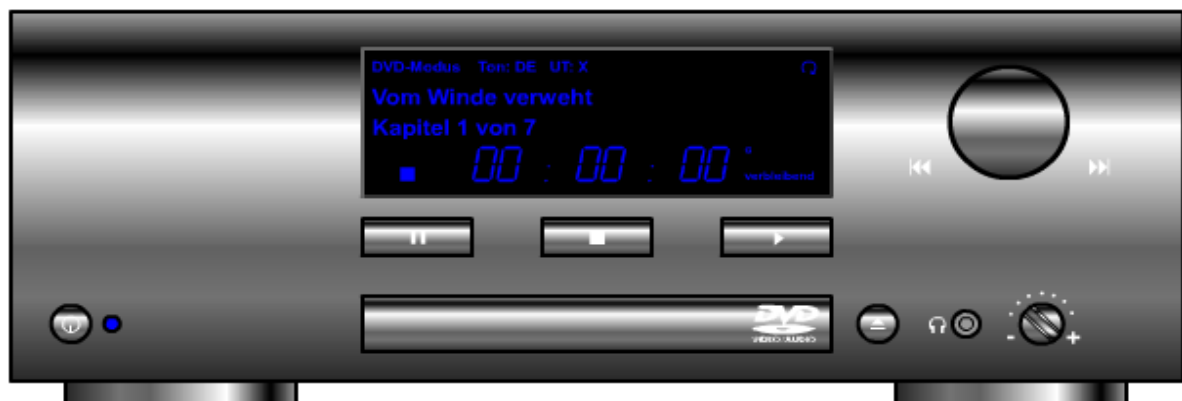 DVD-Modus Ton: DE UT: X
Vom Winde verweht
Kapitel 1 von 7
00 : 00 : 00
verbleibend
DVD
VIDEO / AUDIO
- +